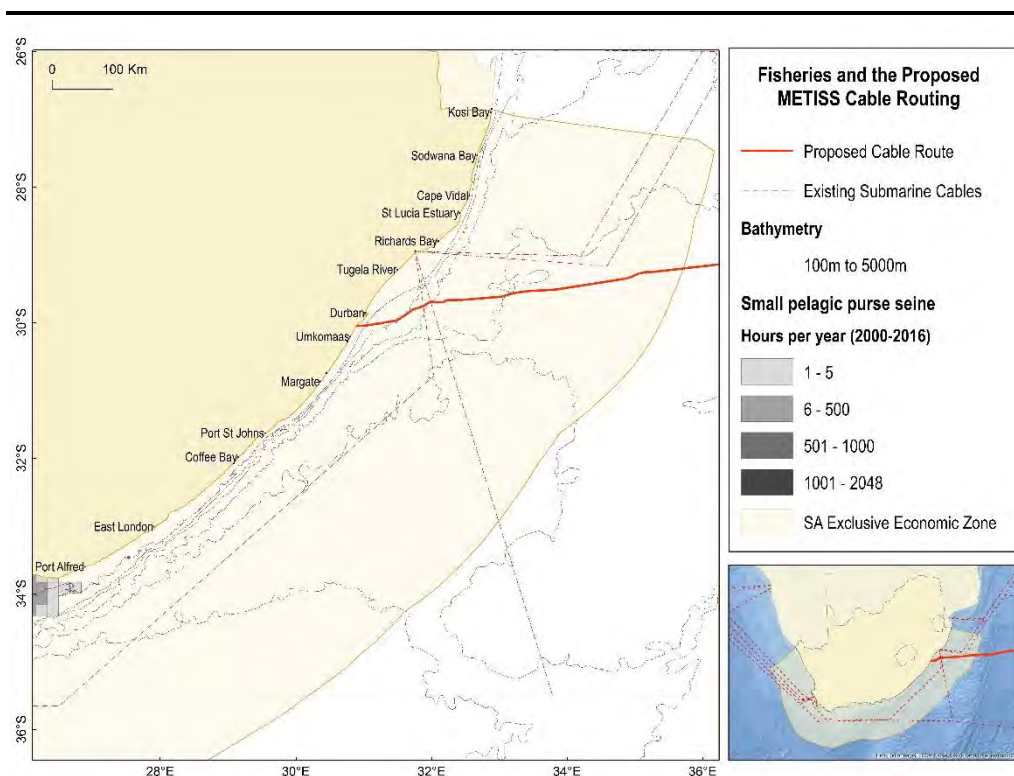 26°S
28°S
30°S
32°S
34°S
36°S
0 100 Km
Kosi Bay
Sodwana Bay
Cape Vidal
St Lucia Estuary
Richards Bay
Tugela River
Durban
Umkomaas
Margate
Port St Johns
Coffee Bay
East London
Port Alfred
28°E
30°E
32°E
34°E
36°E
Fisheries and the Proposed
METISS Cable Routing
Proposed Cable Route
Existing Submarine Cables
Bathymetry
100m to 5000m
Small pelagic purse seine
Hours per year (2000-2016)
1 - 5
6 - 500
501 - 1000
1001 - 2048
SA Exclusive Economic Zone